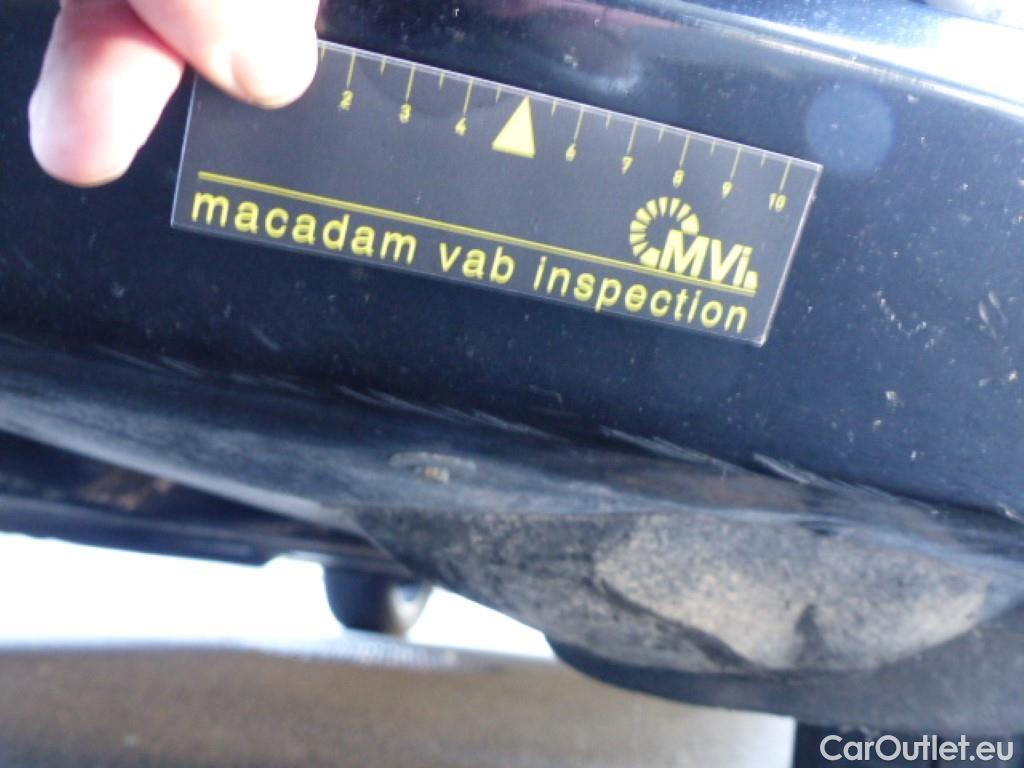 2 3 4 6 7 8 9 10
MVi
macadam vab inspection
CarOutlet.eu